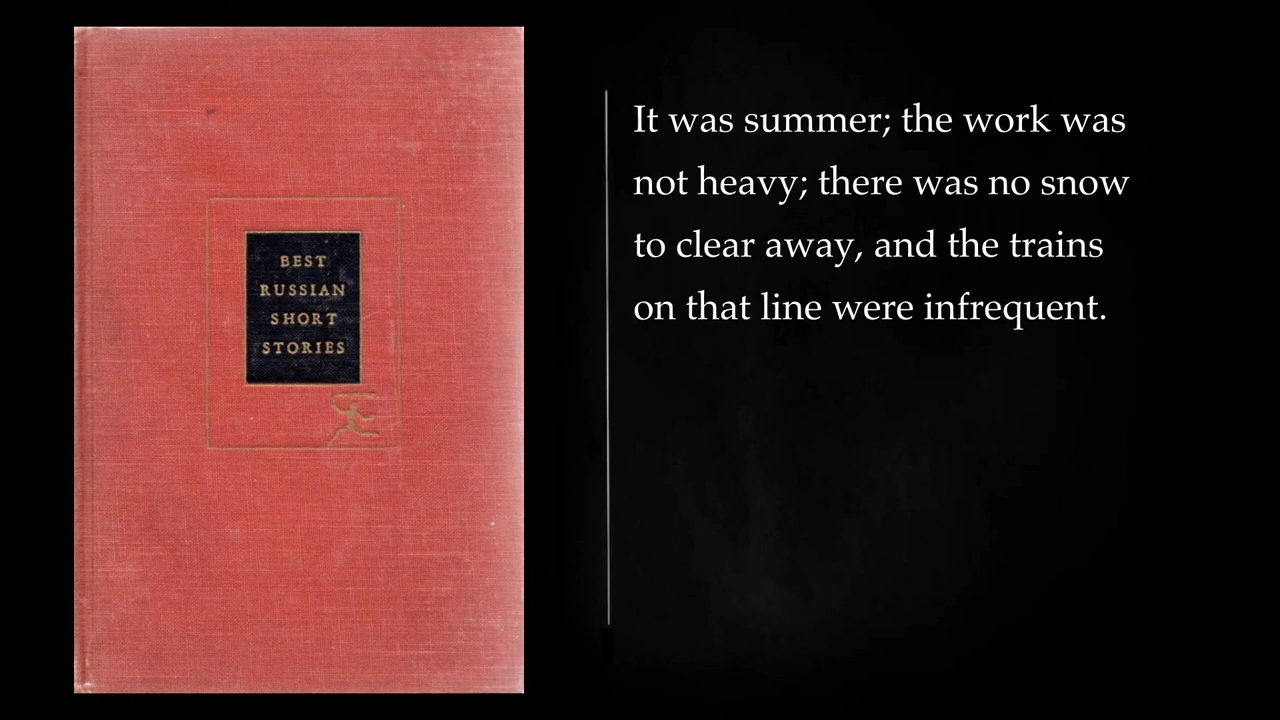 BEST
RUSSIAN
SHORT
STORIES
It was summer; the work was
not heavy; there was no snow
to clear away, and the trains
on that line were infrequent.